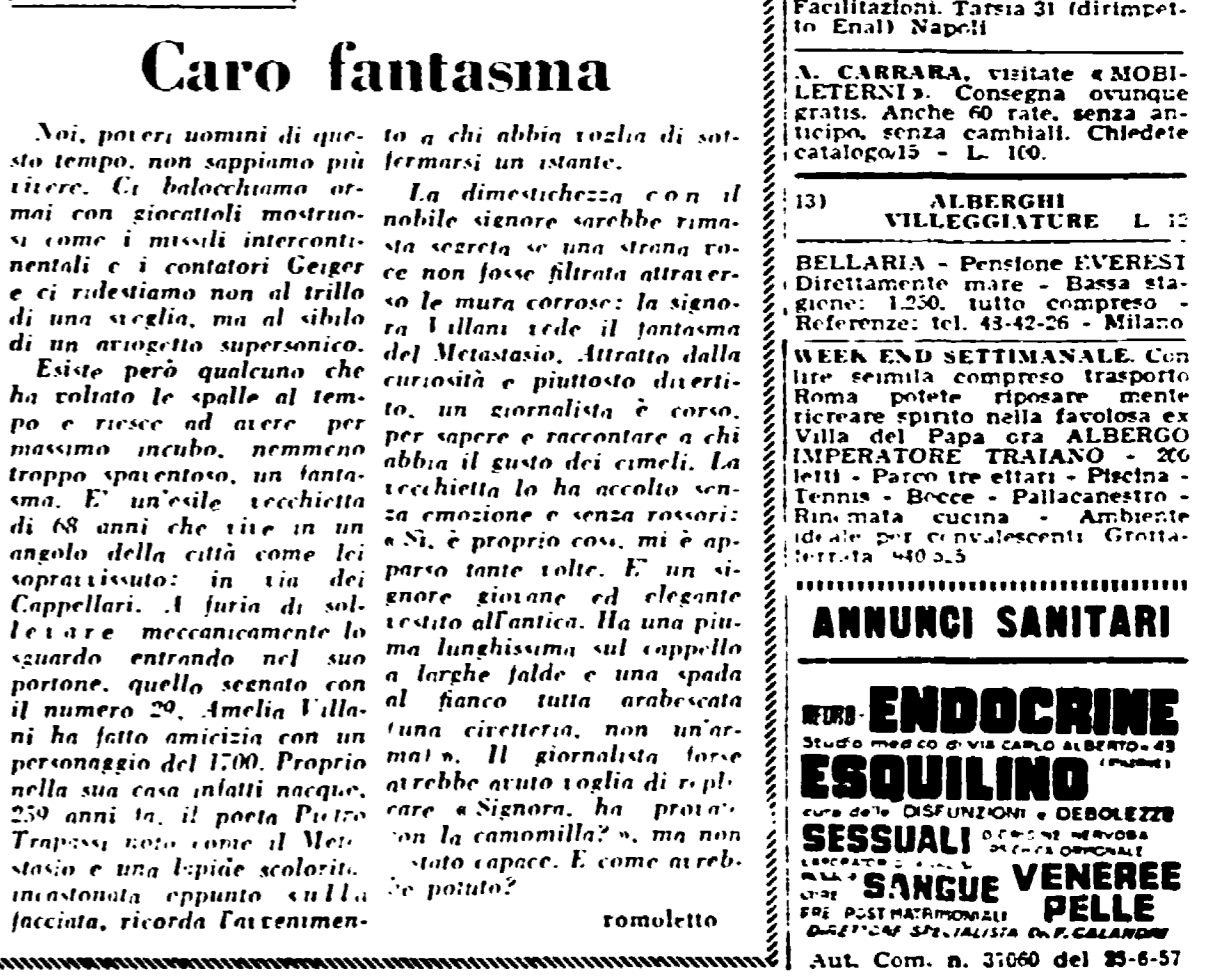 Caro fantasma
Noi, poveri uomini di que-
sto tempo, non sappiamo più
vivere. Ci balocchiamo or-
mai con giocattoli mostruo-
si come i missili interconti-
nentali e i contatori Geiger
e ci ridestiamo non al trillo
di una sveglia, ma al sibilo
di un aviogetto supersonico.
Esiste però qualcuno che
ha voltato le spalle al tem-
po e riesce ad avere per
massimo incubo, nemmeno
troppo spaventoso, un fanta-
sma. E' un'esile vecchietta
di 68 anni che vive in un
angolo della città come lei
sopravvissuto: in via dei
Cappellari. A furia di sol-
levare meccanicamente lo
sguardo entrando nel suo
portone, quello segnato con
il numero 29, Amelia Villa-
ni ha fatto amicizia con un
personaggio del 1700. Proprio
nella sua casa infatti nacque,
259 anni fa, il poeta Pietro
Trapassi noto come il Meta-
stasio e una lapide scolorita,
incastonata appunto sulla
facciata, ricorda l'avvenimen-
to a chi abbia voglia di sof-
fermarsi un istante.
La dimestichezza con il
nobile signore sarebbe rima-
sta segreta se una strana vo-
ce non fosse filtrata attraver-
so le mura corrose: la signo-
ra Villani vede il fantasma
del Metastasio. Attratto dalla
curiosità e piuttosto diverti-
to, un giornalista è corso,
per sapere e raccontare a chi
abbia il gusto dei cimeli. La
vecchietta lo ha accolto sen-
za emozione e senza rossori:
« Sì, è proprio così, mi è ap-
parso tante volte. E' un si-
gnore giovane ed elegante
vestito all'antica. Ha una piu-
ma lunghissima sul cappello
a larghe falde e una spada
al fianco tutta arabescata
(una civetteria, non un'ar-
ma) ». Il giornalista forse
avrebbe avuto voglia di repli-
care « Signora, ha provato
con la camomilla? », ma non
è stato capace. E come avreb-
be potuto?
romoletto
Facilitazioni. Tarsia 31 (dirimpet-
to Enal) Napoli
A. CARRARA, visitate « MOBI-
LETERNI ». Consegna ovunque
gratis. Anche 60 rate, senza an-
ticipo, senza cambiali. Chiedete
catalogo/15 - L. 100.
13) ALBERGHI
VILLEGGIATURE L. 12
BELLARIA - Pensione EVEREST
Direttamente mare - Bassa sta-
gione: 1.250, tutto compreso -
Referenze: tel. 43-42-26 - Milano
WEEK END SETTIMANALE. Con
lire seimila compreso trasporto
Roma potete riposare mente
ricreare spirito nella favolosa ex
Villa del Papa ora ALBERGO
IMPERATORE TRAIANO - 200
letti - Parco tre ettari - Piscina -
Tennis - Bocce - Pallacanestro -
Rinomata cucina - Ambiente
ideale per convalescenti Grotta-
ferrata
ANNUNCI SANITARI
NEURO-ENDOCRINE
Studio medico di VIA CARLO ALBERTO, 43
ESQUILINO
cura delle DISFUNZIONI e DEBOLEZZE
SESSUALI
SANGUE VENEREE
PRE POST MATRIMONIALI PELLE
DIRETTORE SPECIALISTA Dr. F. CALANDRI
Aut. Com. n. 31060 del 25-6-57